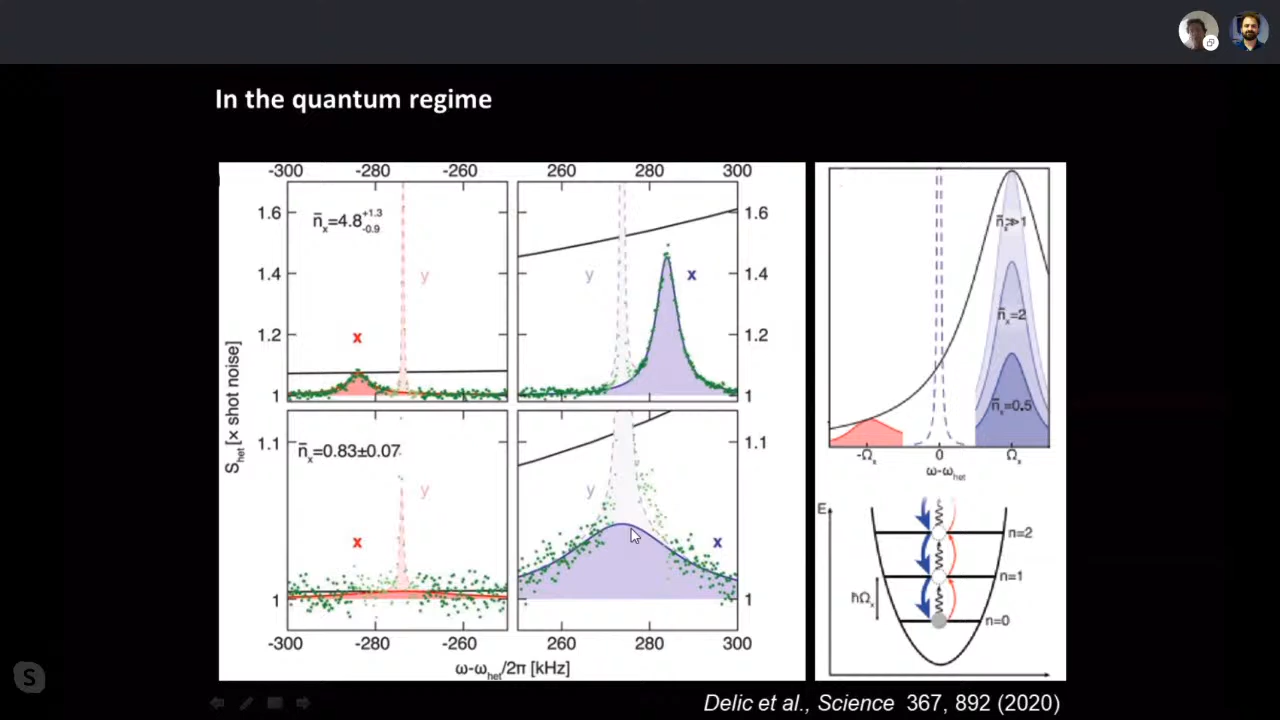 In the quantum regime
-300 -280 -260 260 280 300
1.6 n̄x=4.8+1.3-0.9 1.6
1.4 y y x 1.4
1.2 x 1.2
1 1
Shet [x shot noise]
1.1 n̄x=0.83±0.07 1.1
y y
x x
1 1
-300 -280 -260 260 280 300
ω-ωhet/2π [kHz]
n̄x≫1
n̄x=2
n̄x=0.5
-Ωx 0 Ωx
ω-ωhet
E
n=2
n=1
ħΩx
n=0
S
Delic et al., Science 367, 892 (2020)